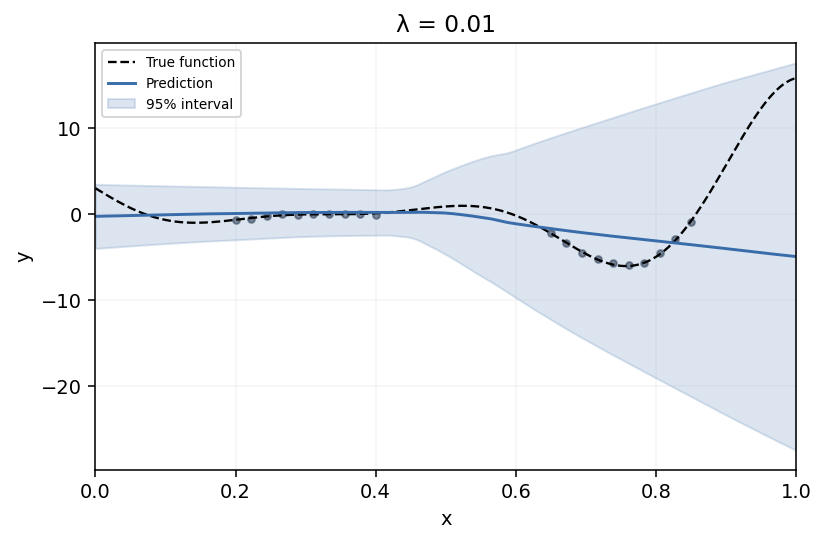 λ = 0.01
True function
Prediction
95% interval
10
0
−10
−20
y
0.0 0.2 0.4 0.6 0.8 1.0
x